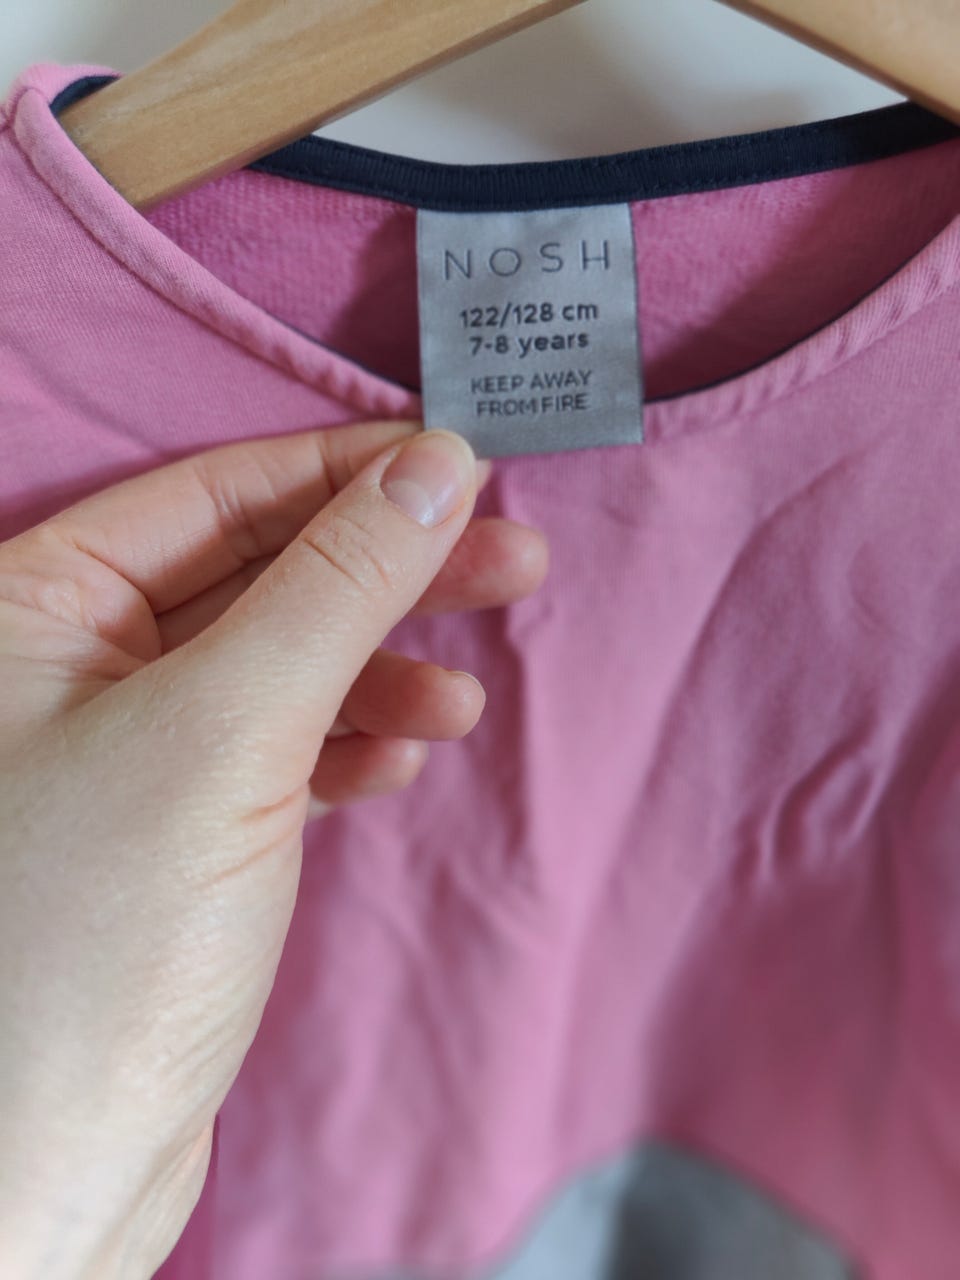 NOSH
122/128 cm
7-8 years
KEEP AWAY
FROM FIRE